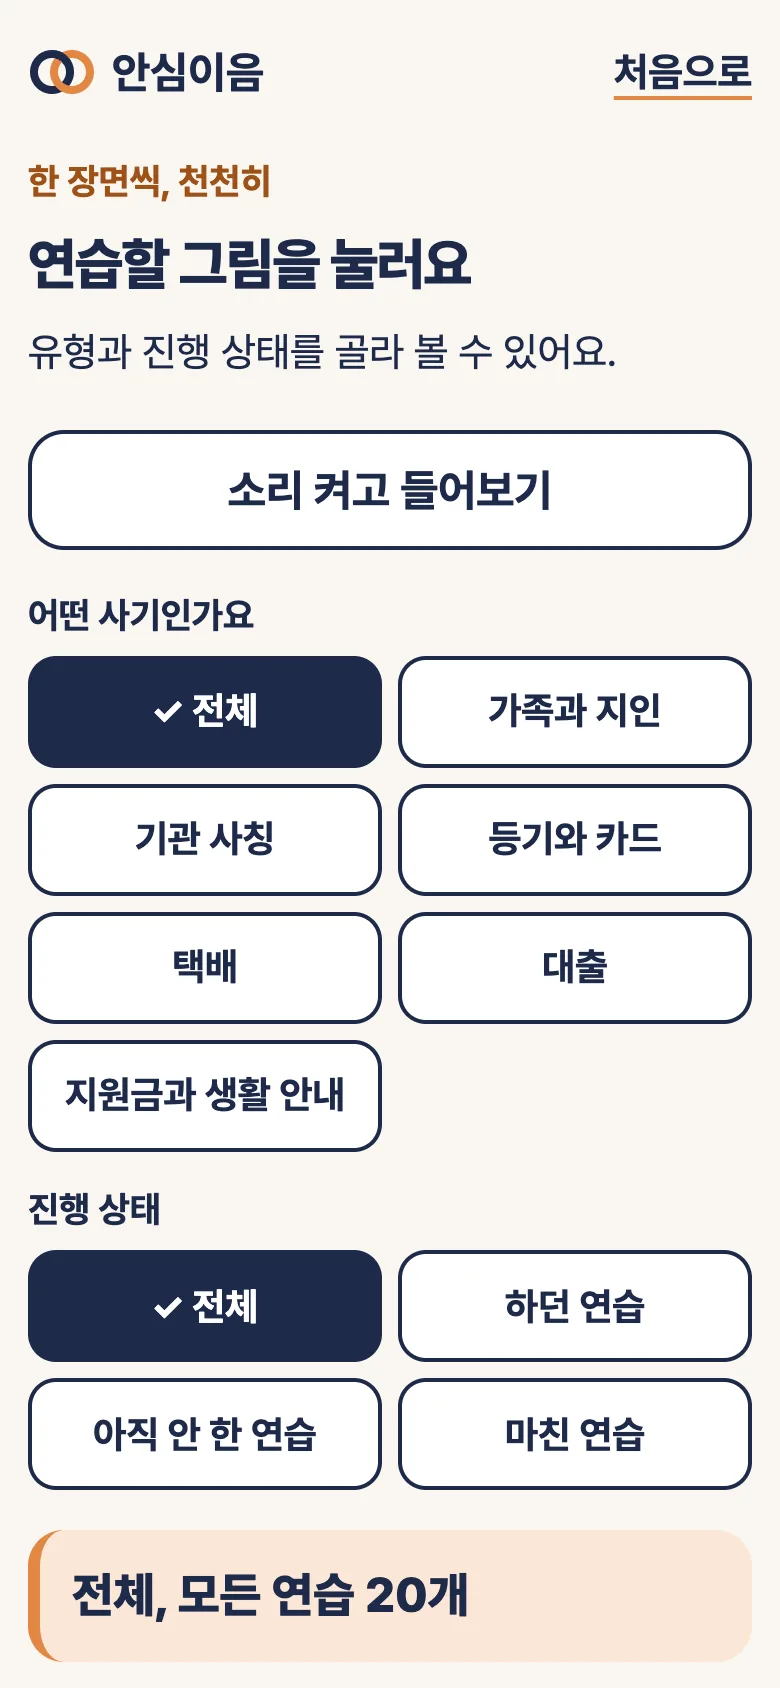 안심이음
처음으로
한 장면씩, 천천히
연습할 그림을 눌러요
유형과 진행 상태를 골라 볼 수 있어요.
소리 켜고 들어보기
어떤 사기인가요
✓ 전체
가족과 지인
기관 사칭
등기와 카드
택배
대출
지원금과 생활 안내
진행 상태
✓ 전체
하던 연습
아직 안 한 연습
마친 연습
전체, 모든 연습 20개